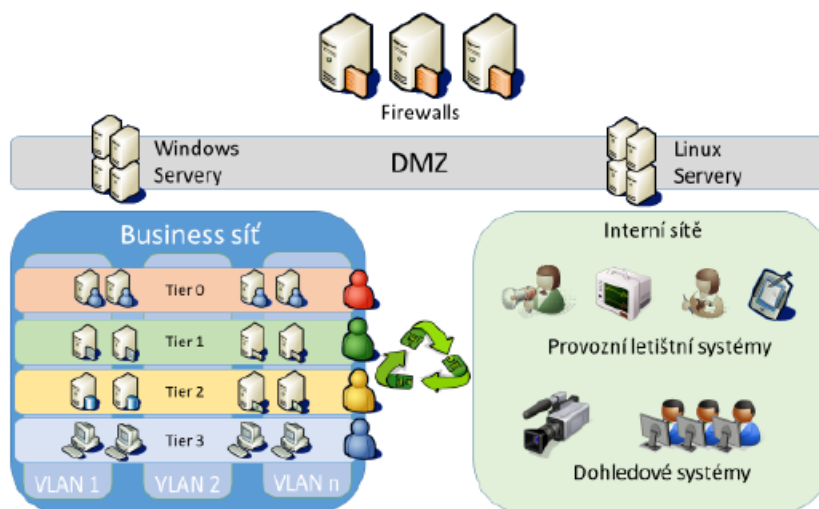 Firewalls
Windows
Servery
DMZ
Linux
Servery
Business síť
Tier 0
Tier 1
Tier 2
Tier 3
VLAN 1
VLAN 2
VLAN n
Interní sítě
Provozní letištní systémy
Dohledové systémy